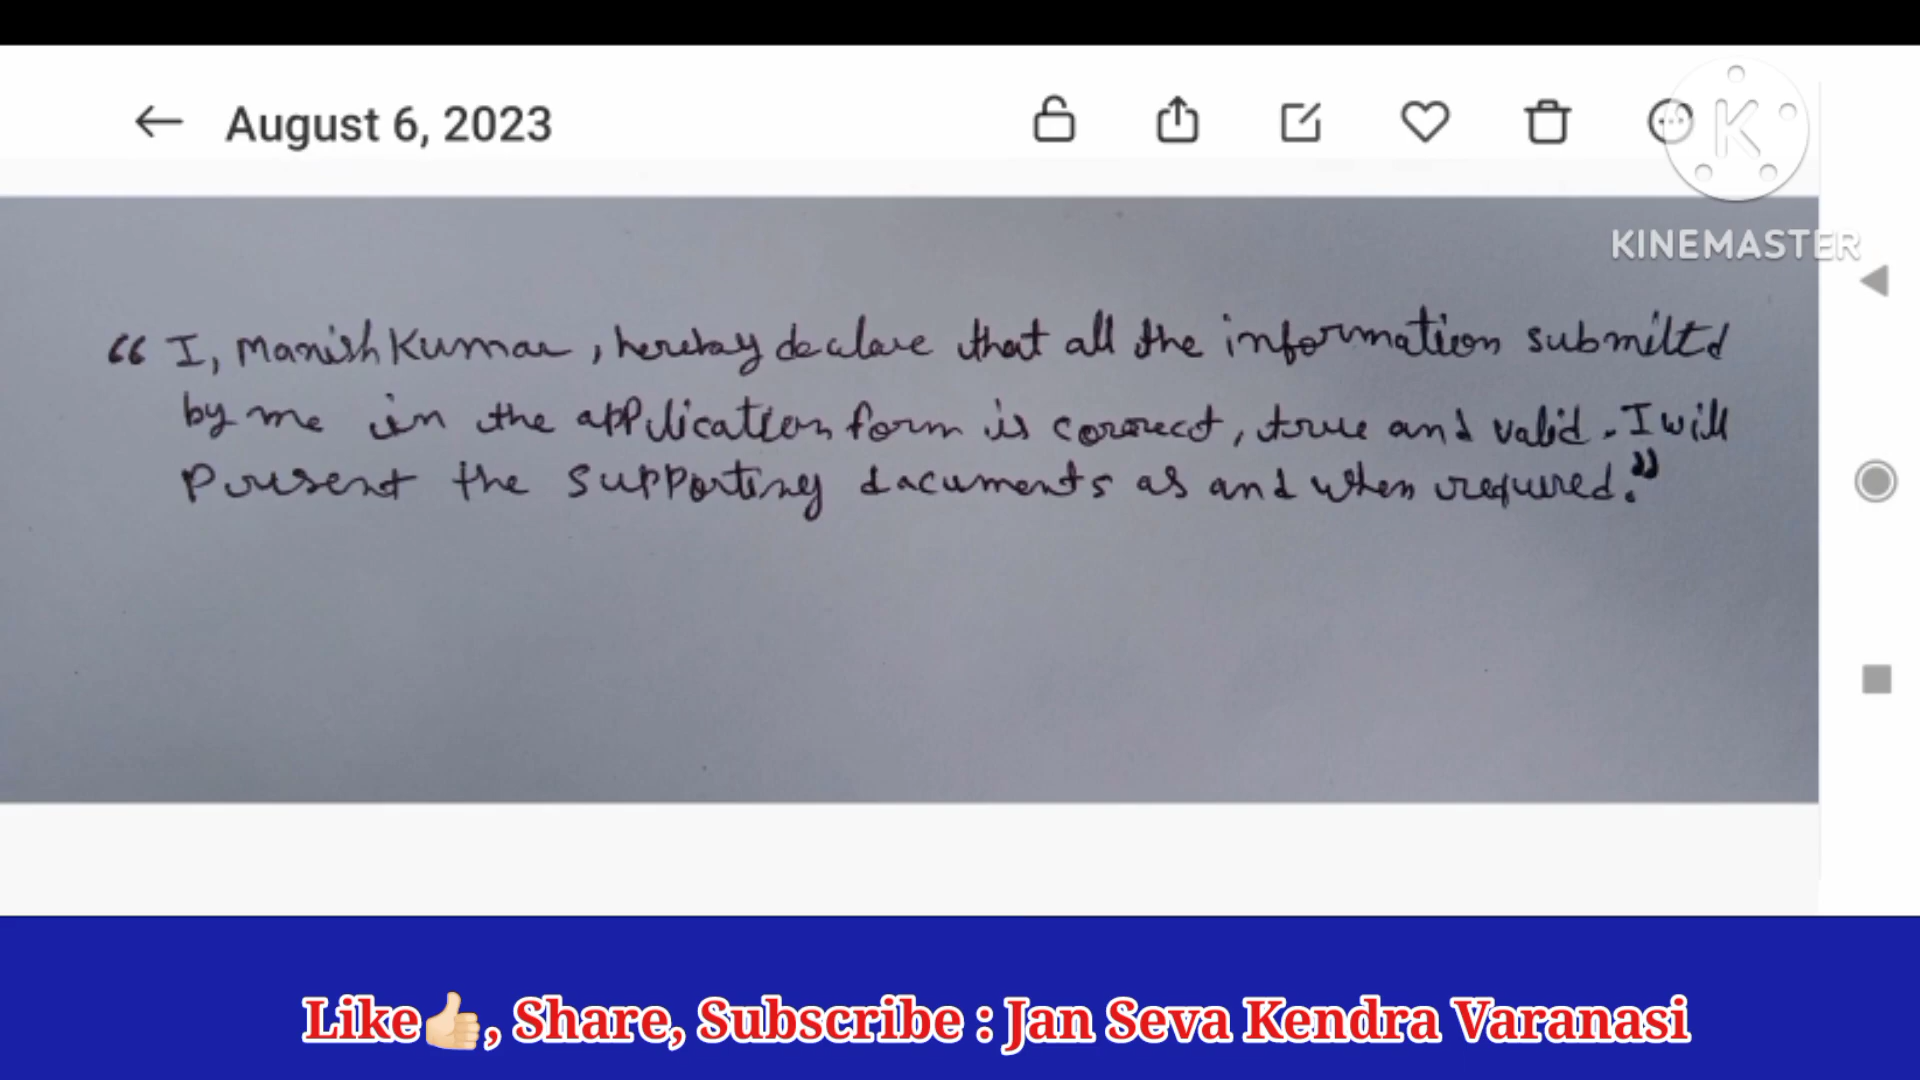 August 6, 2023
K
KINEMASTER
“ I, Manish Kumar, hereby declare that all the information submittd
by me in the application form is correct, true and valid. I will
Present the supporting documents as and when required.”
Like👍🏻, Share, Subscribe : Jan Seva Kendra Varanasi